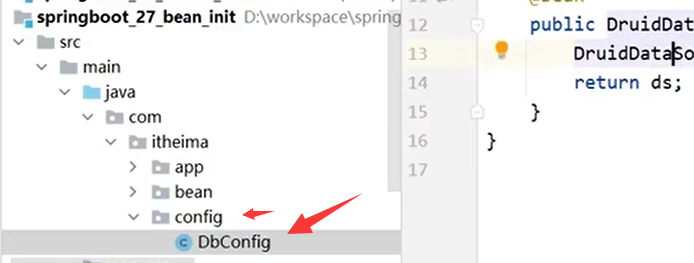 springboot_27_bean_init D:\workspace\spring
src
main
java
com
itheima
app
bean
config
DbConfig
12 public DruidDat
13 DruidDataSo
14 return ds;
15 }
16 }
17